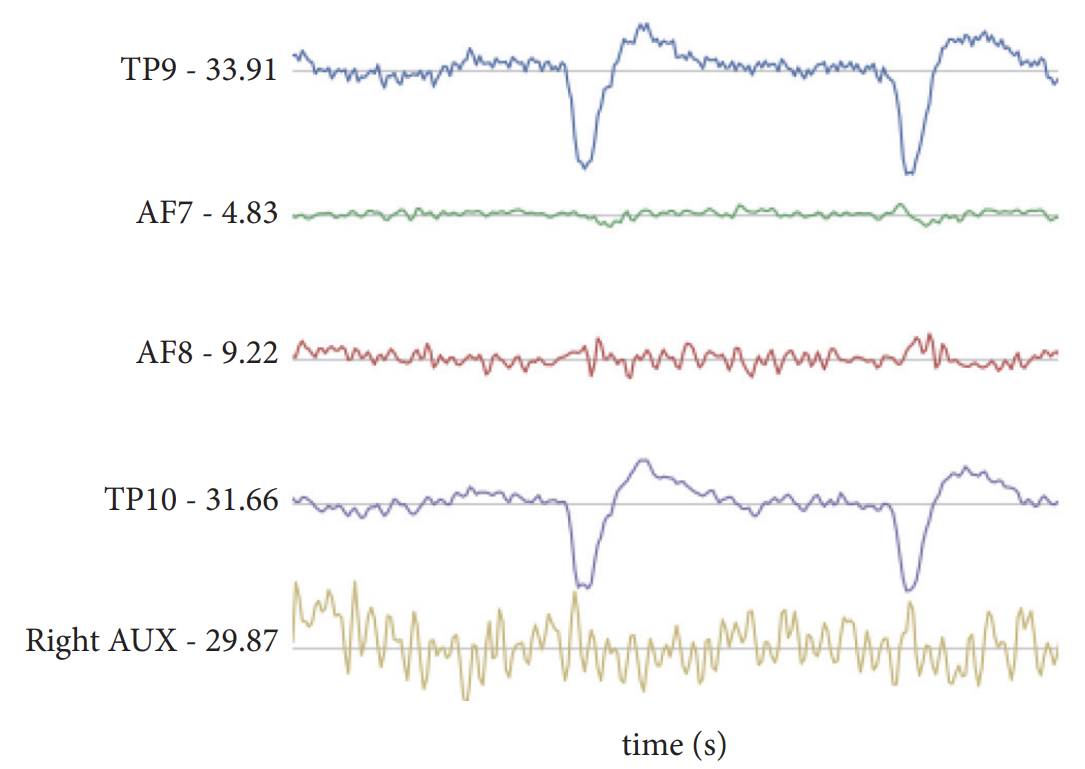 TP9 - 33.91
AF7 - 4.83
AF8 - 9.22
TP10 - 31.66
Right AUX - 29.87
time (s)